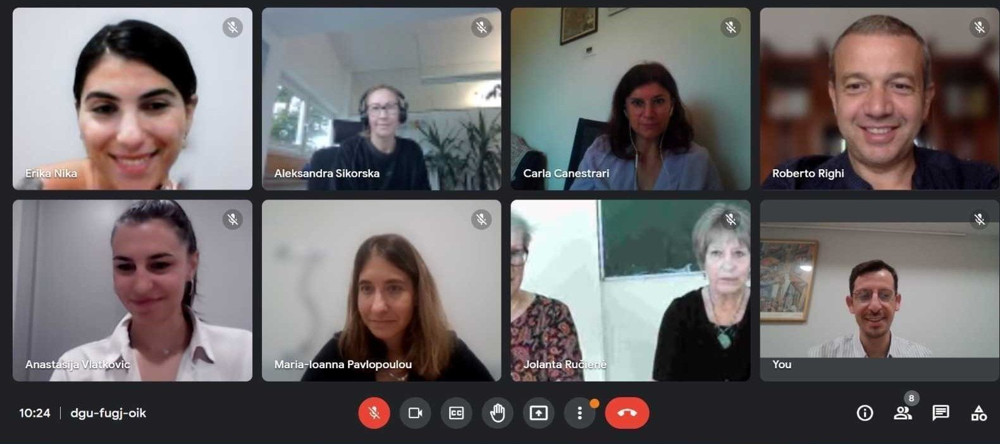 Erika Nika
Aleksandra Sikorska
Carla Canestrari
Roberto Righi
Anastasija Vlatkovic
Maria-Ioanna Pavlopoulou
Jolanta Ručienė
You
8
10:24 | dgu-fugj-oik
CC